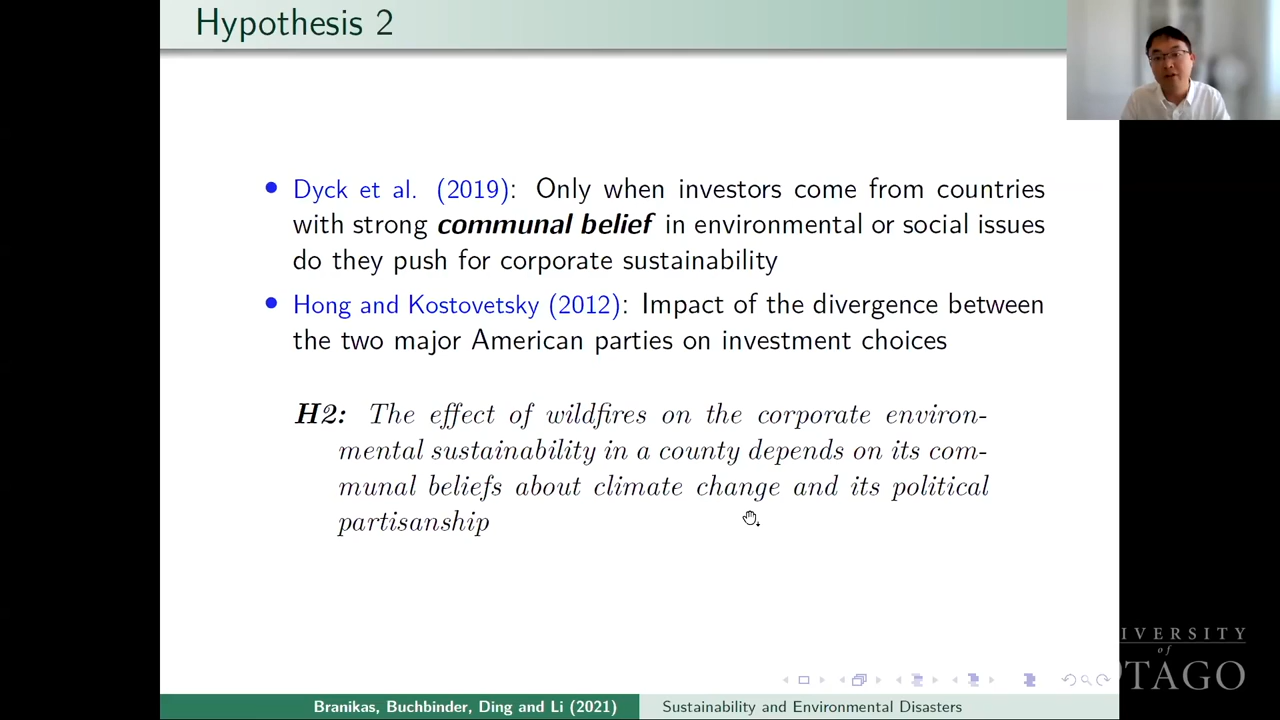 Hypothesis 2
• Dyck et al. (2019): Only when investors come from countries
with strong communal belief in environmental or social issues
do they push for corporate sustainability
• Hong and Kostovetsky (2012): Impact of the divergence between
the two major American parties on investment choices
H2: The effect of wildfires on the corporate environ-
mental sustainability in a county depends on its com-
munal beliefs about climate change and its political
partisanship
IVERSITY
of
TAGO
Branikas, Buchbinder, Ding and Li (2021)
Sustainability and Environmental Disasters